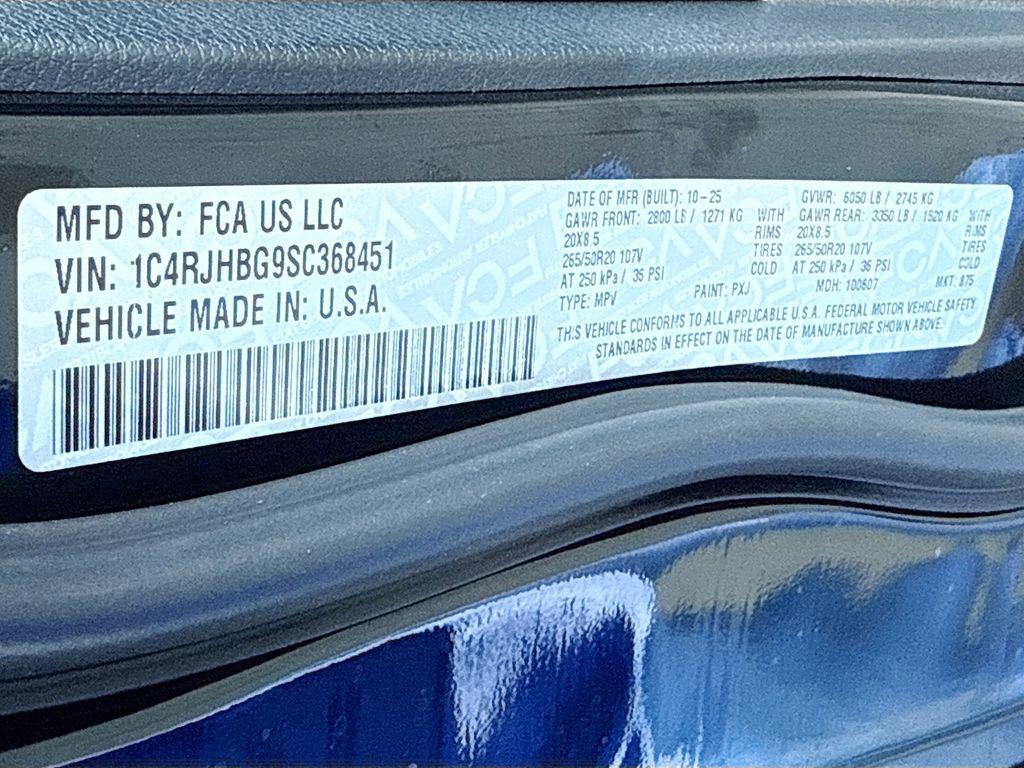 MFD BY: FCA US LLC
VIN: 1C4RJHBG9SC368451
VEHICLE MADE IN: U.S.A.
DATE OF MFR (BUILT): 10-25
GAWR FRONT: 2800 LB / 1271 KG WITH
20X8.5 RIMS
265/50R20 107V TIRES
AT 250 kPa / 36 PSI COLD
TYPE: MPV PAINT: PXJ
GVWR: 6050 LB / 2745 KG
GAWR REAR: 3350 LB / 1520 KG WITH
20X8.5 RIMS
265/50R20 107V TIRES
AT 250 kPa / 36 PSI COLD
MDH: 100607 MKT: 875
THIS VEHICLE CONFORMS TO ALL APPLICABLE U.S.A. FEDERAL MOTOR VEHICLE SAFETY
STANDARDS IN EFFECT ON THE DATE OF MANUFACTURE SHOWN ABOVE.